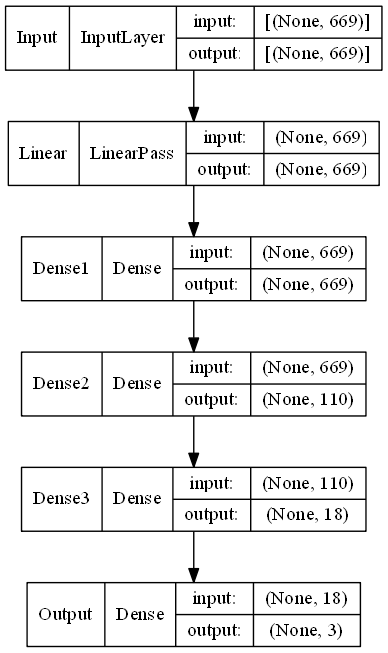 Input InputLayer input: [(None, 669)]
output: [(None, 669)]
Linear LinearPass input: (None, 669)
output: (None, 669)
Dense1 Dense input: (None, 669)
output: (None, 669)
Dense2 Dense input: (None, 669)
output: (None, 110)
Dense3 Dense input: (None, 110)
output: (None, 18)
Output Dense input: (None, 18)
output: (None, 3)